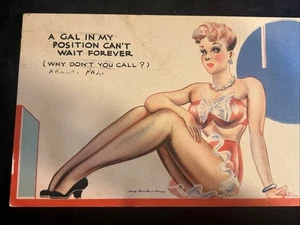 A GAL IN MY
POSITION CAN'T
WAIT FOREVER
(WHY DON'T YOU CALL?)